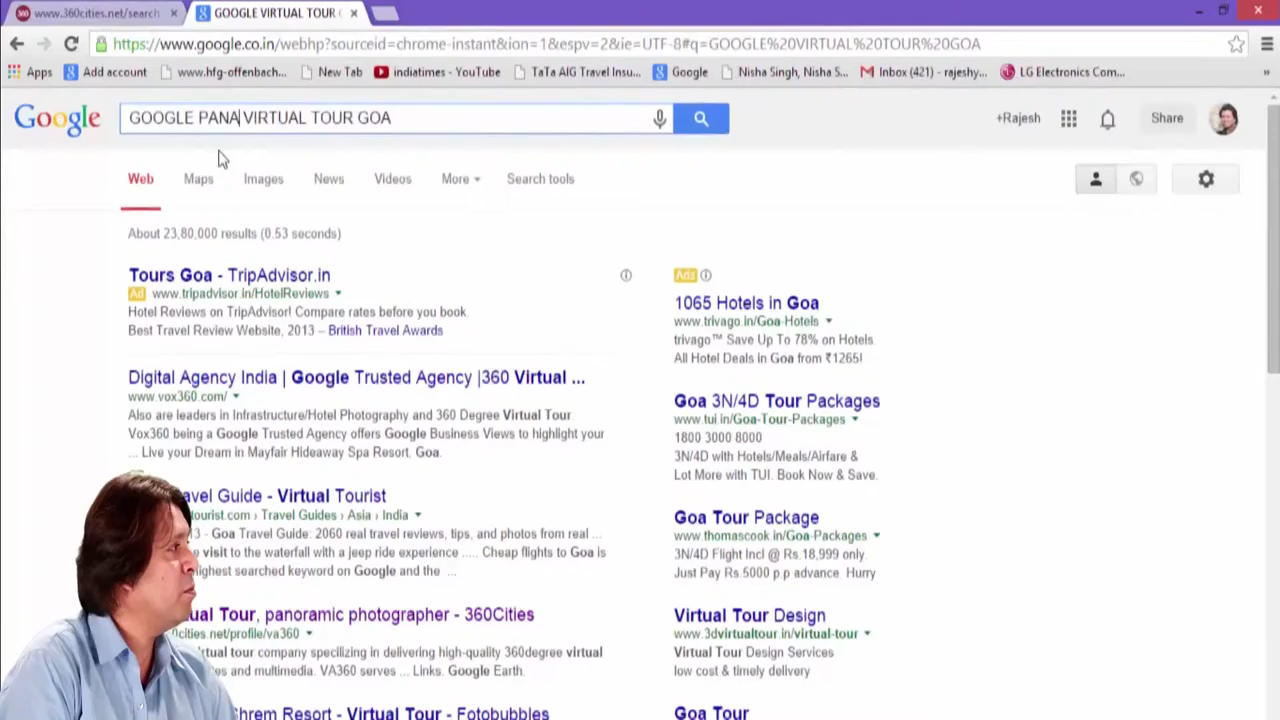 www.360cities.net/search
GOOGLE VIRTUAL TOUR
https://www.google.co.in/webhp?sourceid=chrome-instant&ion=1&espv=2&ie=UTF-8#q=GOOGLE%20VIRTUAL%20TOUR%20GOA
Apps Add account www.hfg-offenbach... New Tab indiatimes - YouTube TaTa AIG Travel Insu... Google Nisha Singh, Nisha S... Inbox (421) - rajeshy... LG Electronics Com... »
Google GOOGLE PANA VIRTUAL TOUR GOA +Rajesh Share
Web Maps Images News Videos More Search tools
About 23,80,000 results (0.53 seconds)
Tours Goa - TripAdvisor.in
Ad www.tripadvisor.in/HotelReviews
Hotel Reviews on TripAdvisor! Compare rates before you book.
Best Travel Review Website, 2013 – British Travel Awards
Digital Agency India | Google Trusted Agency |360 Virtual ...
www.vox360.com/
Also are leaders in Infrastructure/Hotel Photography and 360 Degree Virtual Tour
Vox360 being a Google Trusted Agency offers Google Business Views to highlight your
... Live your Dream in Mayfair Hideaway Spa Resort, Goa.
avel Guide - Virtual Tourist
tourist.com › Travel Guides › Asia › India
3 - Goa Travel Guide: 2060 real travel reviews, tips, and photos from real ...
visit to the waterfall with a jeep ride experience ..... Cheap flights to Goa is
ighest searched keyword on Google and the ...
ual Tour, panoramic photographer - 360Cities
cities.net/profile/va360
rtual tour company specializing in delivering high-quality 360degree virtual
es and multimedia. VA360 serves ... Links. Google Earth.
hrem Resort - Virtual Tour - Fotobubbles
Ads
1065 Hotels in Goa
www.trivago.in/Goa-Hotels
trivago™ Save Up To 78% on Hotels.
All Hotel Deals in Goa from ₹1265!
Goa 3N/4D Tour Packages
www.tui.in/Goa-Tour-Packages
1800 3000 8000
3N/4D with Hotels/Meals/Airfare &
Lot More with TUI. Book Now & Save.
Goa Tour Package
www.thomascook.in/Goa-Packages
3N/4D Flight Incl @ Rs.18,999 only.
Just Pay Rs.5000 p.p advance. Hurry
Virtual Tour Design
www.3dvirtualtour.in/virtual-tour
Virtual Tour Design Services
low cost & timely delivery
Goa Tour